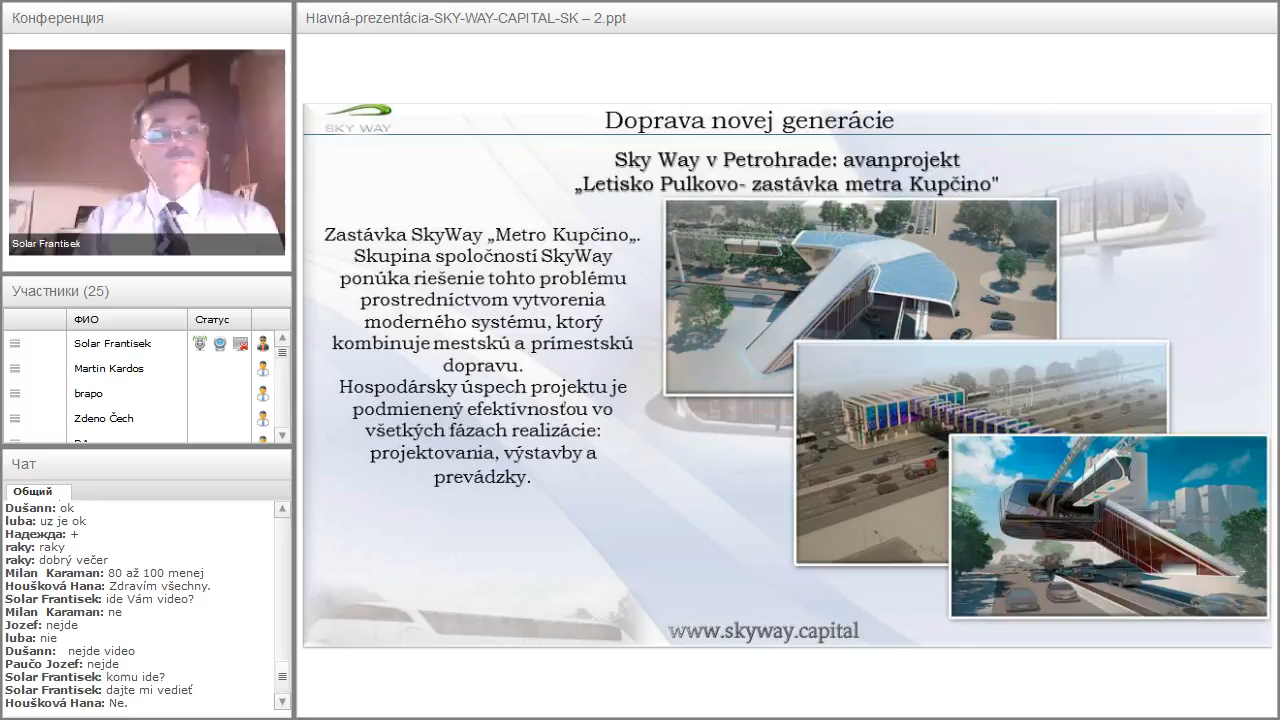 Конференция
Solar Frantisek
Участники (25)
ФИО
Статус
Solar Frantisek
Martin Kardos
brapo
Zdeno Čech
Чат
Общий
Dušann: ok
luba: uz je ok
Надежда: +
raky: raky
raky: dobrý večer
Milan Karaman: 80 až 100 menej
Houšková Hana: Zdravím všechny.
Solar Frantisek: ide Vám video?
Milan Karaman: ne
Jozef: nejde
luba: nie
Dušann: nejde video
Paučo Jozef: nejde
Solar Frantisek: komu ide?
Solar Frantisek: dajte mi vedieť
Houšková Hana: Ne.
Hlavná-prezentácia-SKY-WAY-CAPITAL-SK – 2.ppt
SKY WAY
Doprava novej generácie
Sky Way v Petrohrade: avanprojekt
„Letisko Pulkovo- zastávka metra Kupčino"
Zastávka SkyWay „Metro Kupčino„.
Skupina spoločností SkyWay
ponúka riešenie tohto problému
prostredníctvom vytvorenia
moderného systému, ktorý
kombinuje mestskú a prímestskú
dopravu.
Hospodársky úspech projektu je
podmienený efektívnosťou vo
všetkých fázach realizácie:
projektovania, výstavby a
prevádzky.
www.skyway.capital